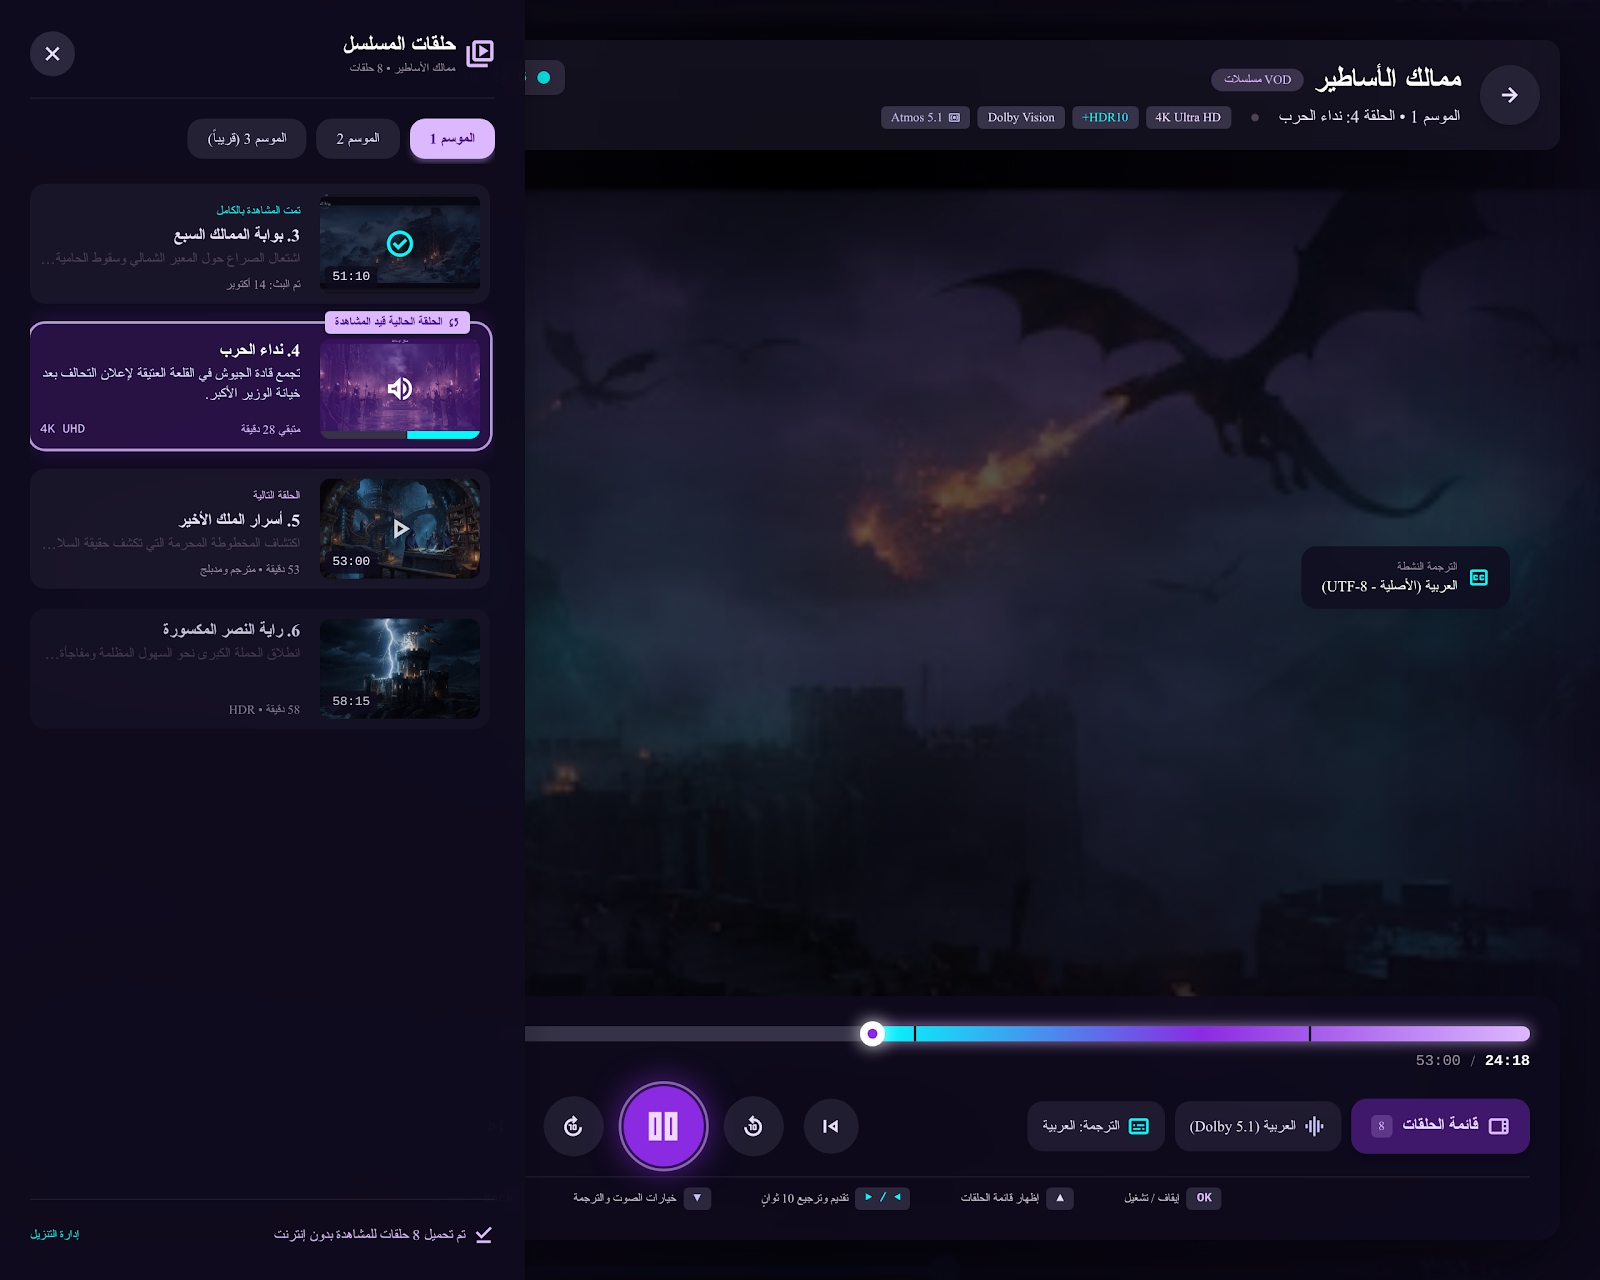 حلقات المسلسل
ممالك الأساطير • 8 حلقات
الموسم 1
الموسم 2
الموسم 3 (قريباً)
تمت المشاهدة بالكامل
3. بوابة الممالك السبع
اشتعال الصراع حول المعبر الشمالي وسقوط الحامية...
تم البث: 14 أكتوبر
51:10
الحلقة الحالية قيد المشاهدة
4. نداء الحرب
تجمع قادة الجيوش في القلعة العتيقة لإعلان التحالف بعد
خيانة الوزير الأكبر.
متبقي 28 دقيقة
4K UHD
الحلقة التالية
5. أسرار الملك الأخير
اكتشاف المخطوطة المحرمة التي تكشف حقيقة السلا...
53 دقيقة • مترجم ومدبلج
53:00
6. راية النصر المكسورة
انطلاق الحملة الكبرى نحو السهول المظلمة ومفاجأة...
58 دقيقة • HDR
58:15
تم تحميل 8 حلقات للمشاهدة بدون إنترنت
إدارة التنزيل
ممالك الأساطير
VOD مسلسلات
الموسم 1 • الحلقة 4: نداء الحرب
4K Ultra HD
HDR10+
Dolby Vision
Atmos 5.1
الترجمة النشطة
العربية (الأصلية - UTF-8)
24:18 / 53:00
قائمة الحلقات 8
العربية (Dolby 5.1)
الترجمة: العربية
10
10
OK إيقاف / تشغيل
▲ إظهار قائمة الحلقات
◄ / ► تقديم وترجيع 10 ثوانٍ
▼ خيارات الصوت والترجمة